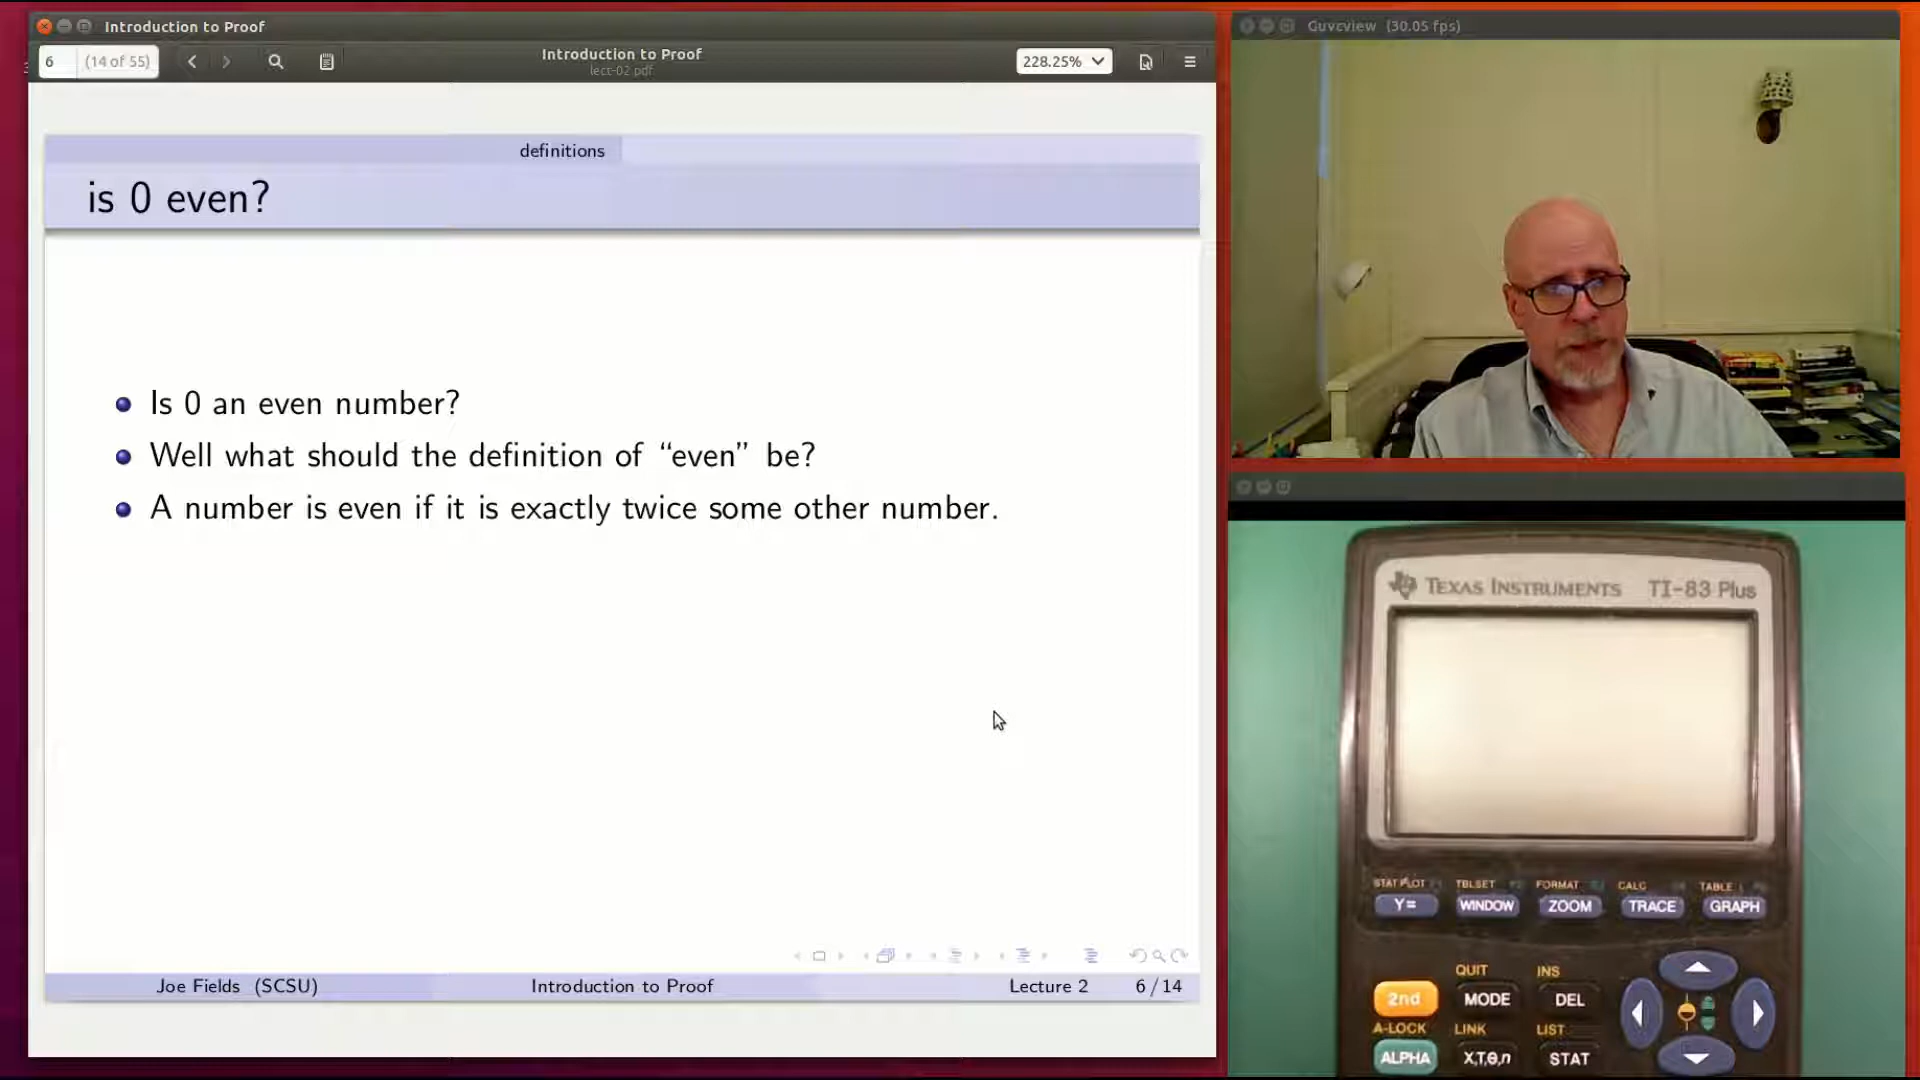 Introduction to Proof
6 (14 of 55)
Introduction to Proof
lect-02.pdf
228.25%
definitions
is 0 even?
Is 0 an even number?
Well what should the definition of “even” be?
A number is even if it is exactly twice some other number.
Joe Fields (SCSU) Introduction to Proof Lecture 2 6 / 14
Guvcview (30.05 fps)
TEXAS INSTRUMENTS TI-83 Plus
STAT PLOT TBLSET FORMAT CALC TABLE
Y= WINDOW ZOOM TRACE GRAPH
QUIT INS
2nd MODE DEL
A-LOCK LINK LIST
ALPHA X,T,θ,n STAT